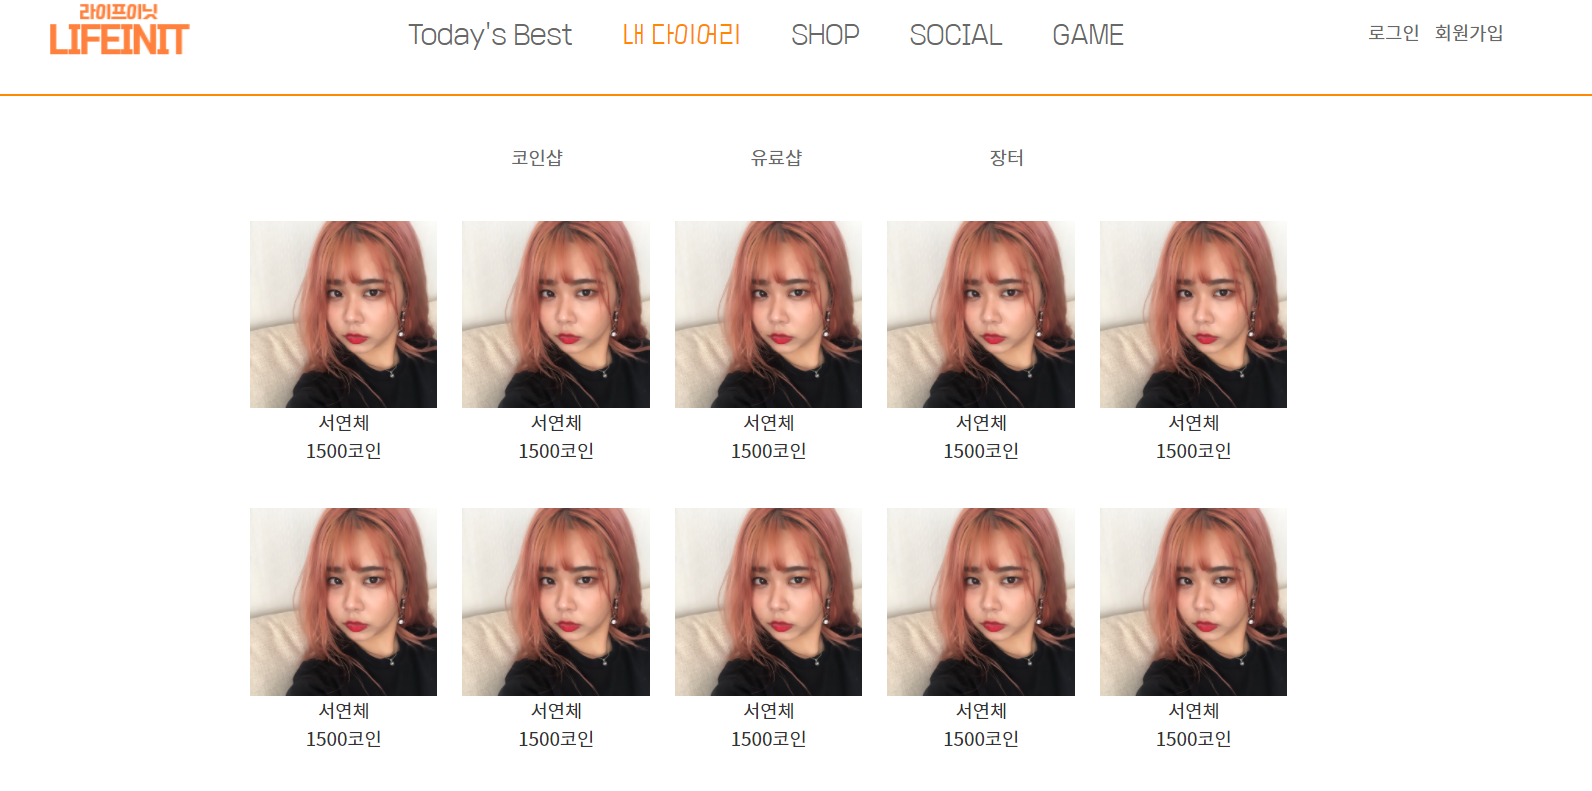 라이프이닛
LIFEINIT
Today's Best 내 다이어리 SHOP SOCIAL GAME
로그인 회원가입
코인샵 유료샵 장터
서연체 서연체 서연체 서연체 서연체
1500코인 1500코인 1500코인 1500코인 1500코인
서연체 서연체 서연체 서연체 서연체
1500코인 1500코인 1500코인 1500코인 1500코인